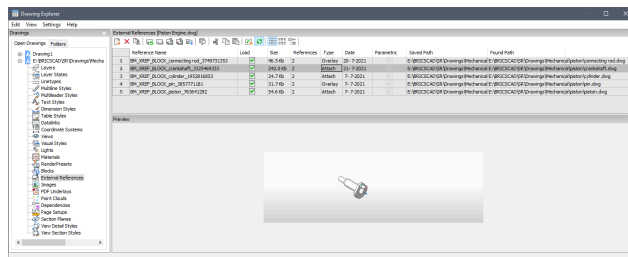 Drawing Explorer
Edit View Settings Help
Drawings
External References [Piston Engine.dwg]
Open Drawings Folders
Drawing1
E:\BRICSCAD\SR\Drawings\Mecha
Layers
Layer States
Linetypes
Multiline Styles
Multileader Styles
Text Styles
Dimension Styles
Table Styles
Datalinks
Coordinate Systems
Views
Visual Styles
Lights
Materials
RenderPresets
Blocks
External References
Images
PDF Underlays
Point Clouds
Dependencies
Page Setups
Section Planes
View Detail Styles
View Section Styles
Reference Name Load Size References Type Date Parametric Saved Path Found Path
1 BM_XREF_BLOCK_connecting rod_3749731353 46.5 Kb 2 Overlay 20-7-2021 E:\BRICSCAD\SR\Drawings\Mechanical E:\BRICSCAD\SR\Drawings\Mechanical\piston\connecting rod.dwg
2 BM_XREF_BLOCK_crankshaft_3329469333 242.0 Kb 2 Attach 21-7-2021 E:\BRICSCAD\SR\Drawings\Mechanical E:\BRICSCAD\SR\Drawings\Mechanical\piston\crankshaft.dwg
3 BM_XREF_BLOCK_cylinder_1952816953 24.7 Kb 2 Attach 7-7-2021 E:\BRICSCAD\SR\Drawings\Mechanical E:\BRICSCAD\SR\Drawings\Mechanical\piston\cylinder.dwg
4 BM_XREF_BLOCK_pin_3857771181 31.7 Kb 2 Overlay 7-7-2021 E:\BRICSCAD\SR\Drawings\Mechanical E:\BRICSCAD\SR\Drawings\Mechanical\piston\pin.dwg
5 BM_XREF_BLOCK_piston_763641292 54.6 Kb 2 Attach 7-7-2021 E:\BRICSCAD\SR\Drawings\Mechanical E:\BRICSCAD\SR\Drawings\Mechanical\piston\piston.dwg
Preview